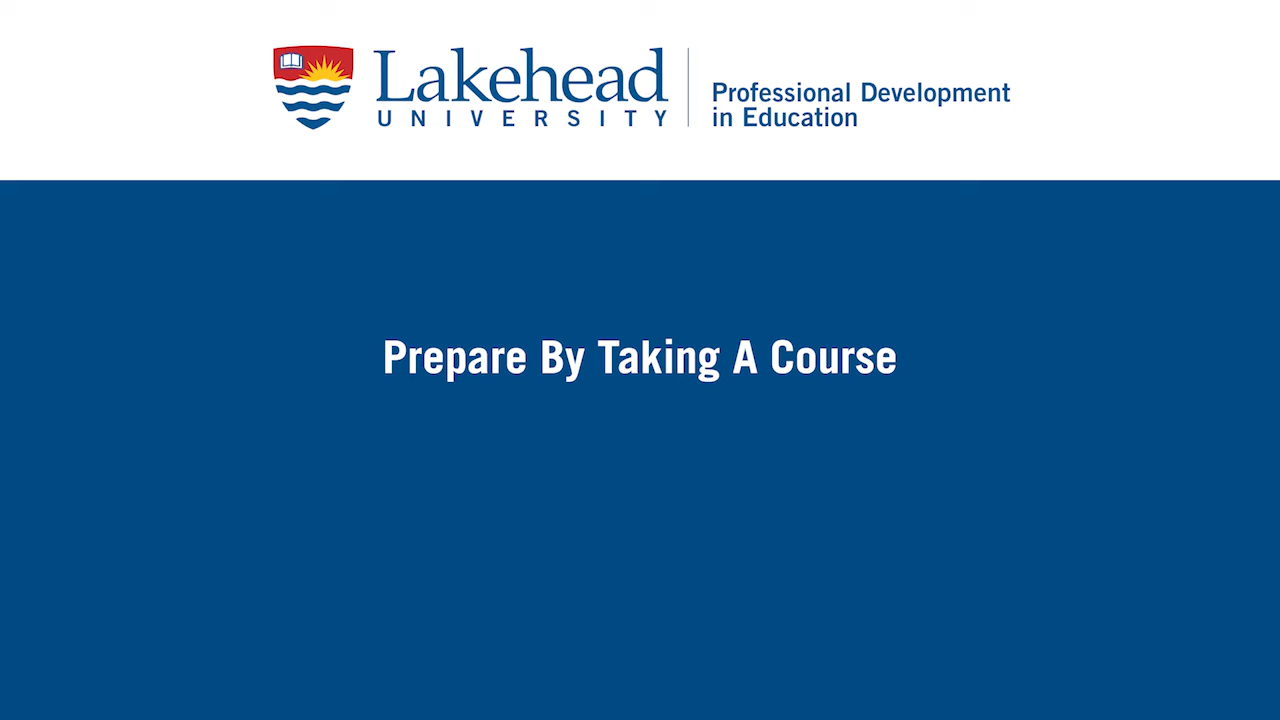 Lakehead
UNIVERSITY
Professional Development
in Education
Prepare By Taking A Course